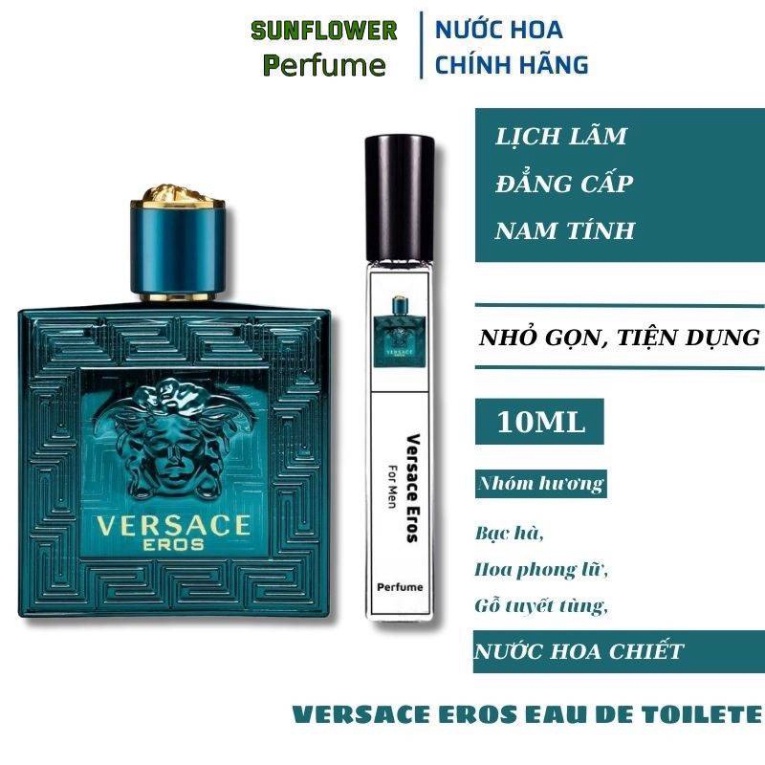 SUNFLOWER
Perfume
NƯỚC HOA
CHÍNH HÃNG
LỊCH LÃM
ĐẲNG CẤP
NAM TÍNH
NHỎ GỌN, TIỆN DỤNG
10ML
Nhóm hương
Bạc hà,
Hoa phong lữ,
Gỗ tuyết tùng,
NƯỚC HOA CHIẾT
VERSACE
EROS
VERSACE
Versace Eros
For Men
Perfume
VERSACE EROS EAU DE TOILETE